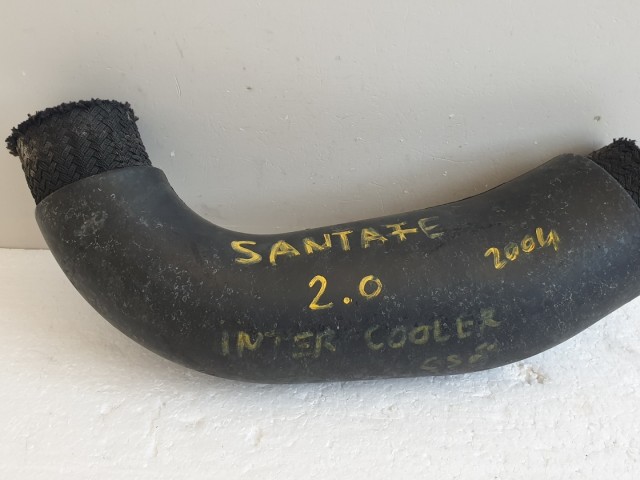 SANTAFE
2004
2.0
INTER COOLER